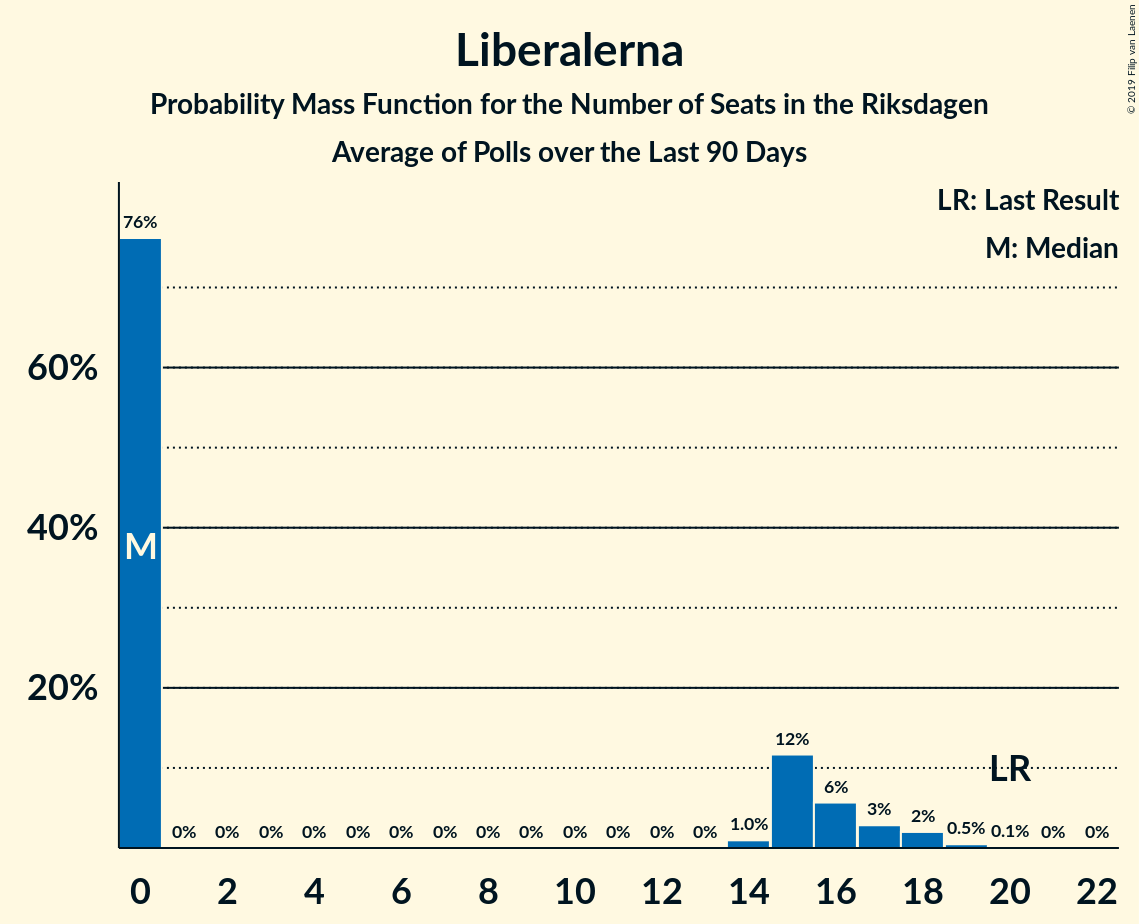 Liberalerna
Probability Mass Function for the Number of Seats in the Riksdagen
Average of Polls over the Last 90 Days
© 2019 Filip van Laenen
LR: Last Result
M: Median
76%
60%
40%
20%
M
0% 0% 0% 0% 0% 0% 0% 0% 0% 0% 0% 0% 0% 1.0% 12% 6% 3% 2% 0.5% 0.1% 0% 0%
LR
0 2 4 6 8 10 12 14 16 18 20 22